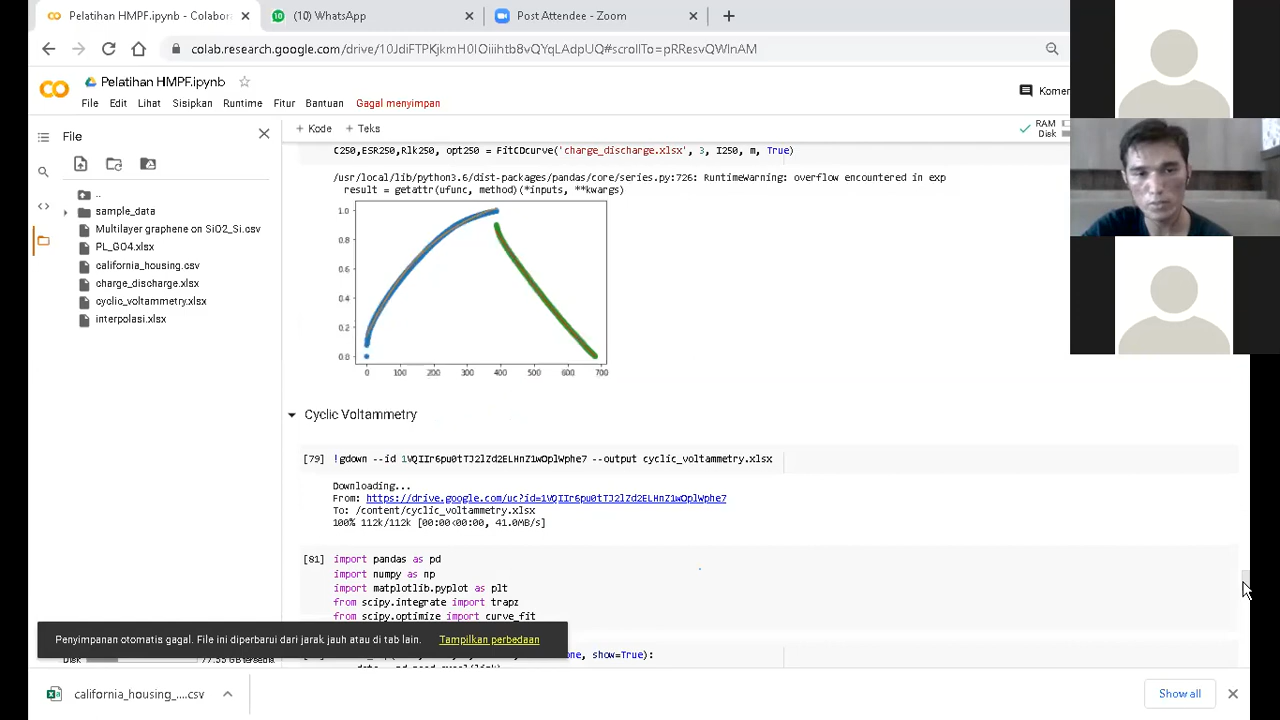 Pelatihan HMPF.ipynb - Colabora
(10) WhatsApp
Post Attendee - Zoom
colab.research.google.com/drive/10JdiFTPKjkmH0IOiiihtb8vQYqLAdpUQ#scrollTo=pRResvQWlnAM
Pelatihan HMPF.ipynb
File Edit Lihat Sisipkan Runtime Fitur Bantuan Gagal menyimpan
Komen
File
+ Kode + Teks
RAM
Disk
..
sample_data
Multilayer graphene on SiO2_Si.csv
PL_GO4.xlsx
california_housing.csv
charge_discharge.xlsx
cyclic_voltammetry.xlsx
interpolasi.xlsx
C250,ESR250,Rlk250, opt250 = FitCDcurve('charge_discharge.xlsx', 3, I250, m, True)
/usr/local/lib/python3.6/dist-packages/pandas/core/series.py:726: RuntimeWarning: overflow encountered in exp
result = getattr(ufunc, method)(*inputs, **kwargs)
1.0
0.8
0.6
0.4
0.2
0.0
0 100 200 300 400 500 600 700
Cyclic Voltammetry
[79] !gdown --id 1VQIIr6pu0tTJ2lZd2ELHnZ1wOplWphe7 --output cyclic_voltammetry.xlsx
Downloading...
From: https://drive.google.com/uc?id=1VQIIr6pu0tTJ2lZd2ELHnZ1wOplWphe7
To: /content/cyclic_voltammetry.xlsx
100% 112k/112k [00:00<00:00, 41.0MB/s]
[81] import pandas as pd
import numpy as np
import matplotlib.pyplot as plt
from scipy.integrate import trapz
from scipy.optimize import curve_fit
one, show=True):
Penyimpanan otomatis gagal. File ini diperbarui dari jarak jauh atau di tab lain. Tampilkan perbedaan
california_housing_....csv
Show all